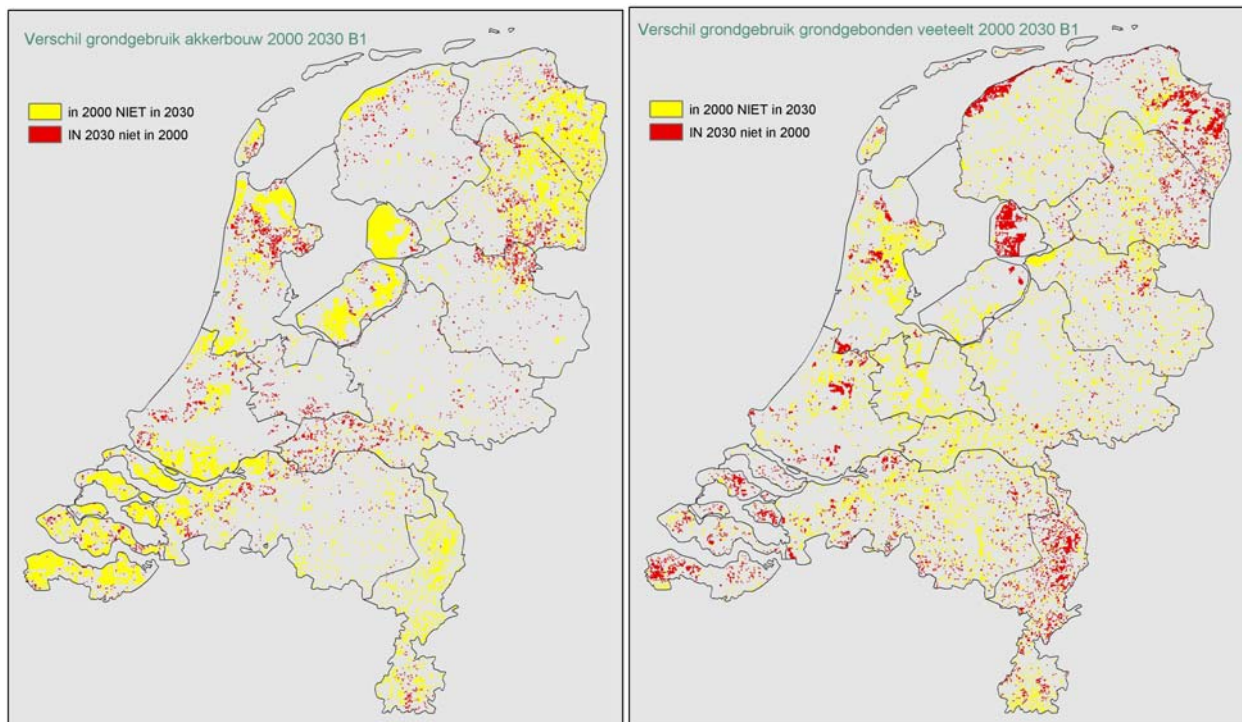 Verschil grondgebruik akkerbouw 2000 2030 B1
in 2000 NIET in 2030
IN 2030 niet in 2000
Verschil grondgebruik grondgebonden veeteelt 2000 2030 B1
in 2000 NIET in 2030
IN 2030 niet in 2000